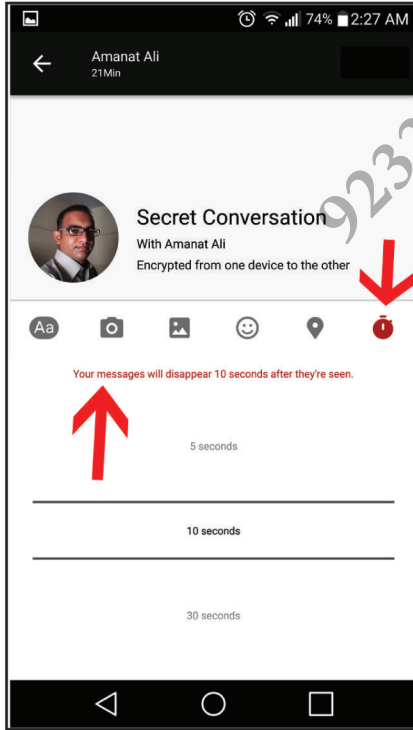 74% 2:27 AM
Amanat Ali
21Min
9233
Secret Conversation
With Amanat Ali
Encrypted from one device to the other
Aa
Your messages will disappear 10 seconds after they're seen.
5 seconds
10 seconds
30 seconds